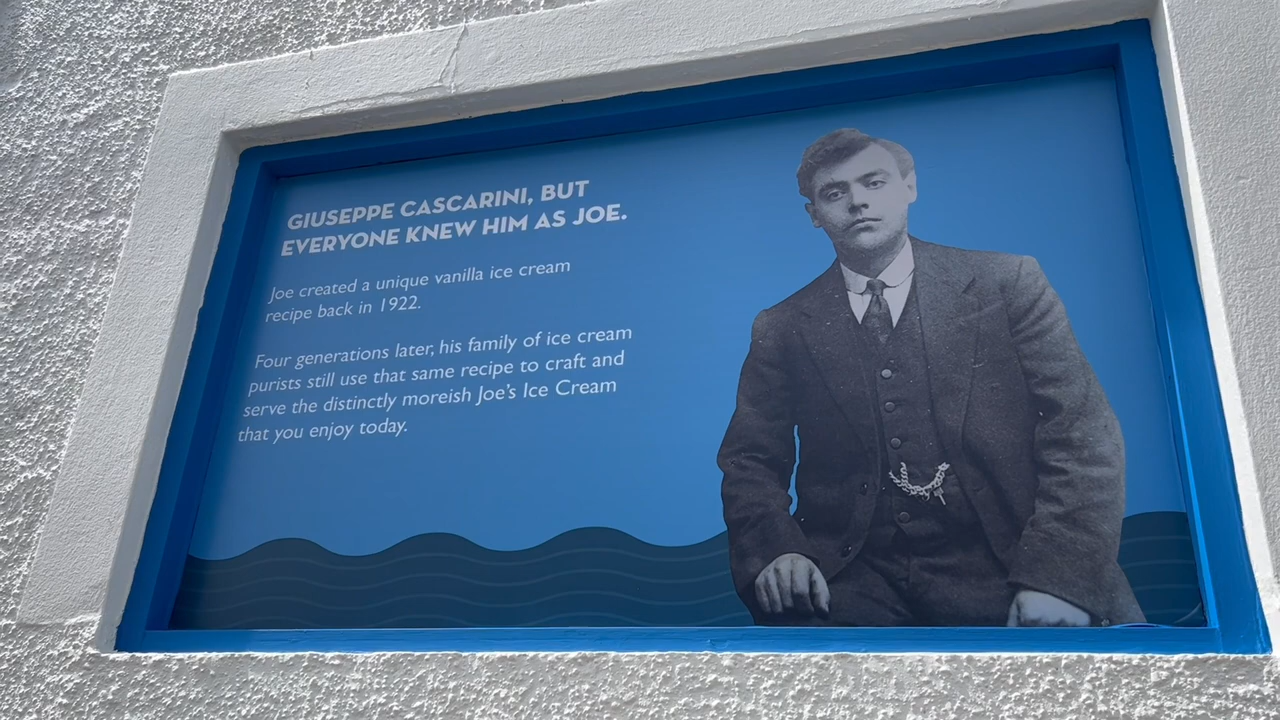 GIUSEPPE CASCARINI, BUT
EVERYONE KNEW HIM AS JOE.
Joe created a unique vanilla ice cream
recipe back in 1922.
Four generations later, his family of ice cream
purists still use that same recipe to craft and
serve the distinctly moreish Joe's Ice Cream
that you enjoy today.